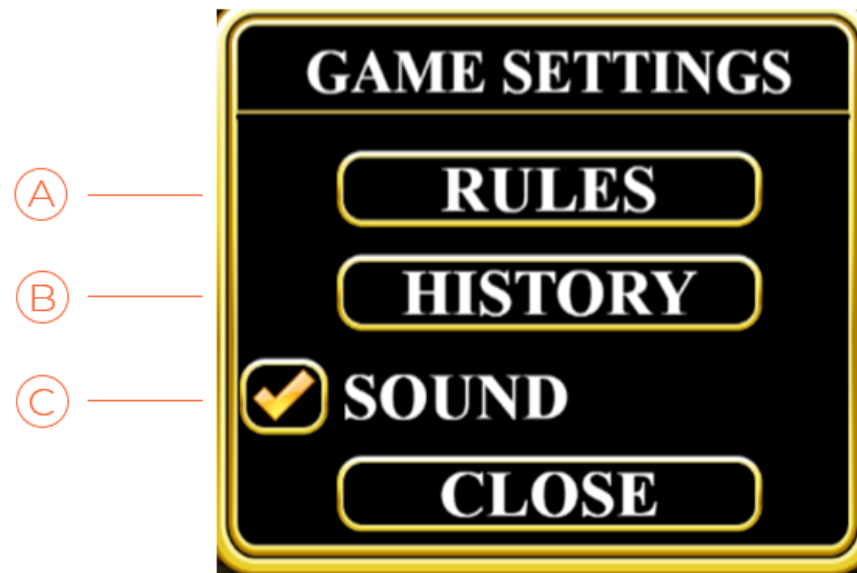 GAME SETTINGS
A RULES
B HISTORY
C SOUND
CLOSE